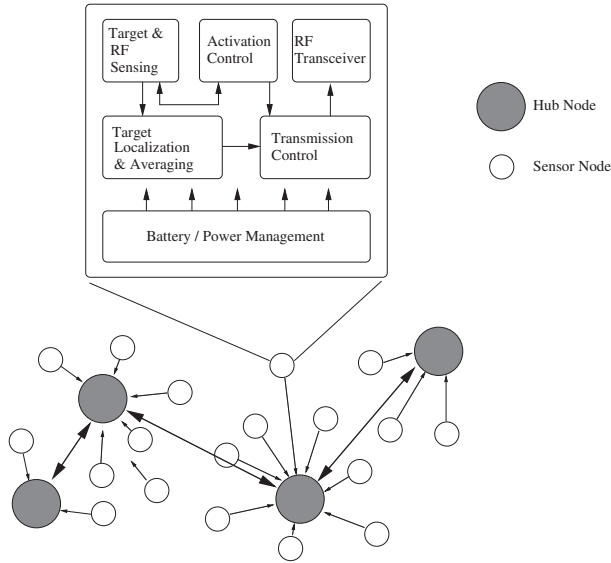 Target &
RF
Sensing
Activation
Control
RF
Transceiver
Target
Localization
& Averaging
Transmission
Control
Battery / Power Management
Hub Node
Sensor Node